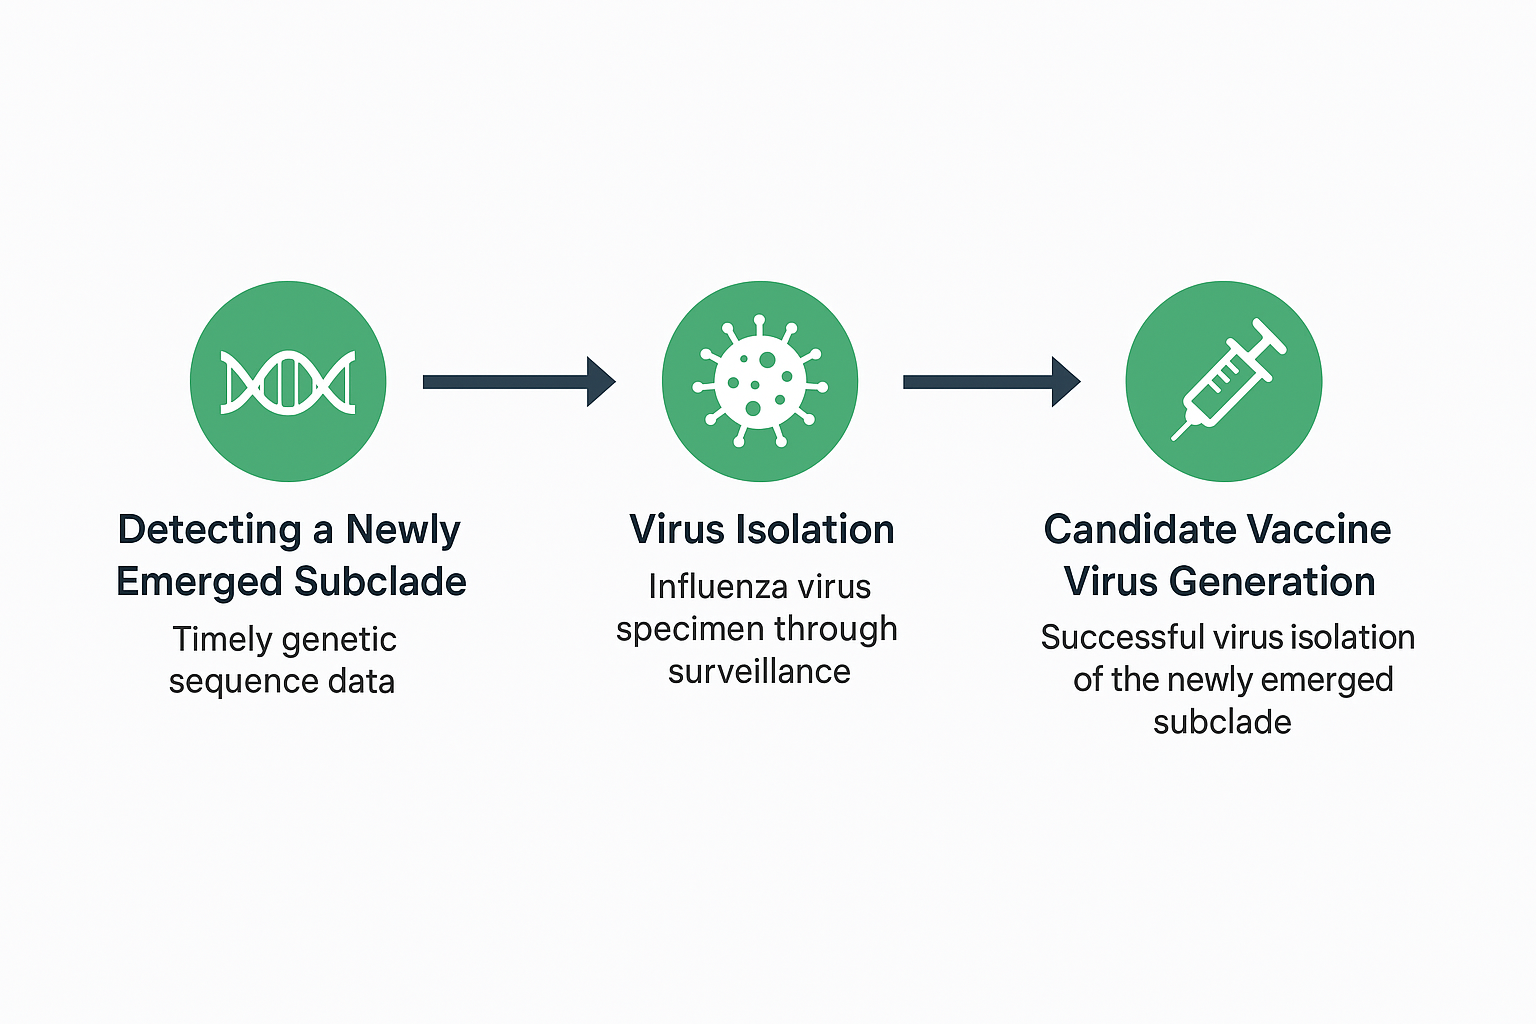 Detecting a Newly
Emerged Subclade
Timely genetic
sequence data
Virus Isolation
Influenza virus
specimen through
surveillance
Candidate Vaccine
Virus Generation
Successful virus isolation
of the newly emerged
subclade